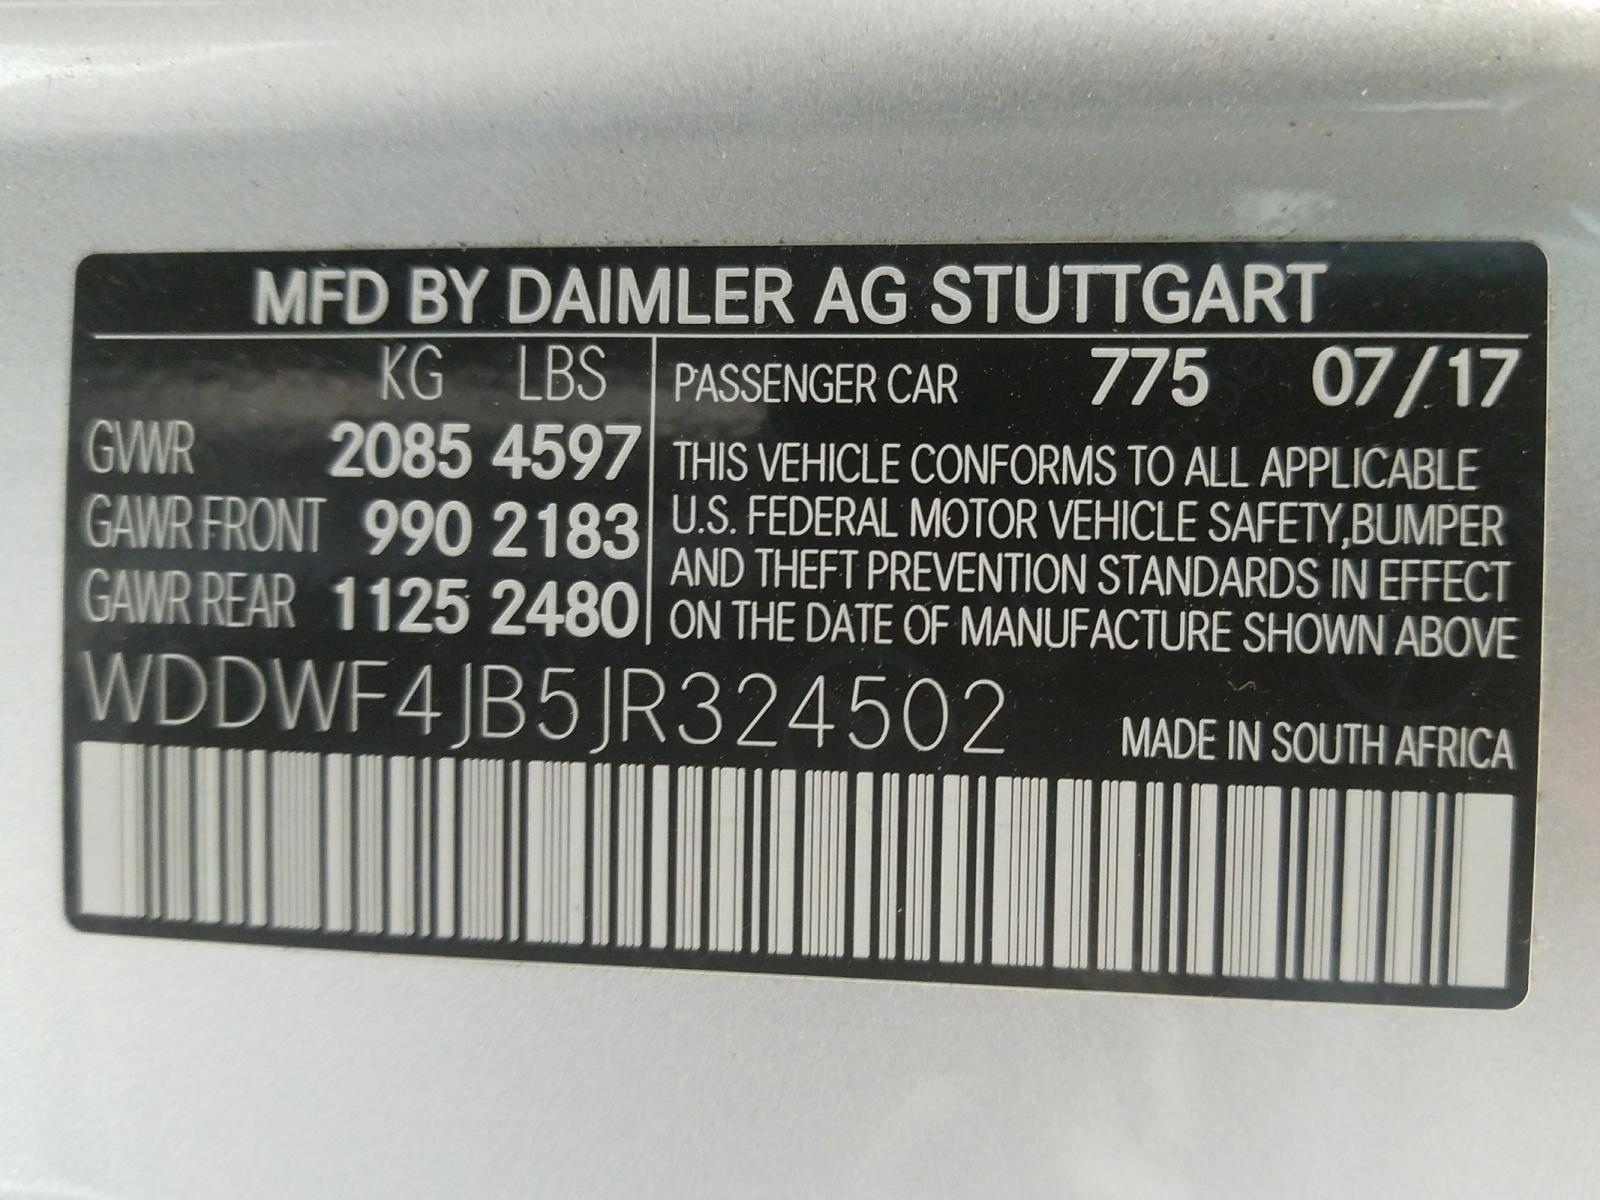 MFD BY DAIMLER AG STUTTGART
KG LBS
GVWR 2085 4597
GAWR FRONT 990 2183
GAWR REAR 1125 2480
PASSENGER CAR 775 07/17
THIS VEHICLE CONFORMS TO ALL APPLICABLE
U.S. FEDERAL MOTOR VEHICLE SAFETY,BUMPER
AND THEFT PREVENTION STANDARDS IN EFFECT
ON THE DATE OF MANUFACTURE SHOWN ABOVE
WDDWF4JB5JR324502
MADE IN SOUTH AFRICA